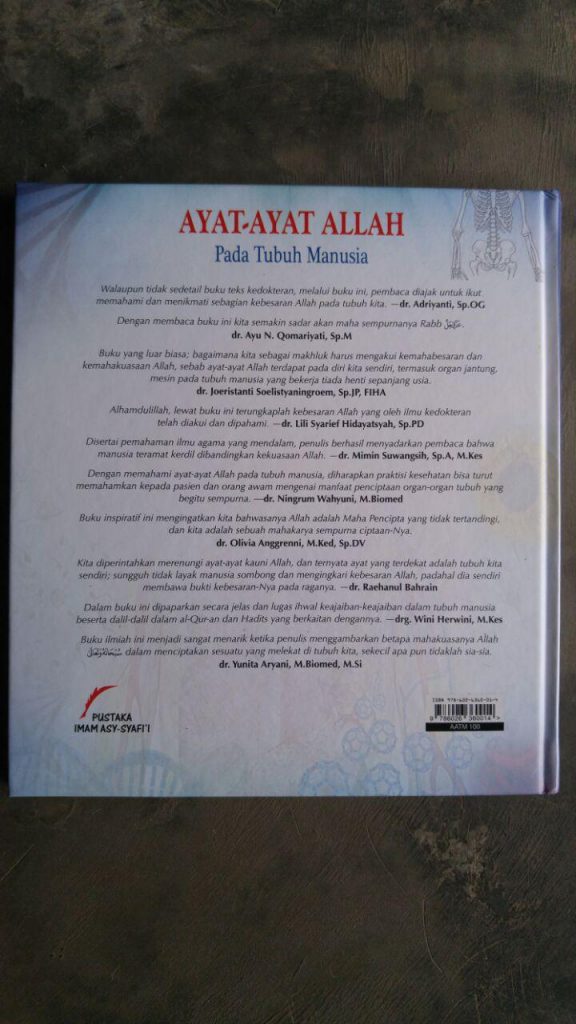 AYAT-AYAT ALLAH
Pada Tubuh Manusia
Walaupun tidak sedetail buku teks kedokteran, melalui buku ini, pembaca diajak untuk ikut
memahami dan menikmati sebagian kebesaran Allah pada tubuh kita. —dr. Adriyanti, Sp.OG
Dengan membaca buku ini kita semakin sadar akan maha sempurnanya Rabb .
dr. Ayu N. Qomariyati, Sp.M
Buku yang luar biasa; bagaimana kita sebagai makhluk harus mengakui kemahabesaran dan
kemahakuasaan Allah, sebab ayat-ayat Allah terdapat pada diri kita sendiri, termasuk organ jantung,
mesin pada tubuh manusia yang bekerja tiada henti sepanjang usia.
dr. Joeristanti Soelistyaningroem, Sp.JP, FIHA
Alhamdulillah, lewat buku ini terungkaplah kebesaran Allah yang oleh ilmu kedokteran
telah diakui dan dipahami. —dr. Lili Syarief Hidayatsyah, Sp.PD
Disertai pemahaman ilmu agama yang mendalam, penulis berhasil menyadarkan pembaca bahwa
manusia teramat kerdil dibandingkan kekuasaan Allah. —dr. Mimin Suwangsih, Sp.A, M.Kes
Dengan memahami ayat-ayat Allah pada tubuh manusia, diharapkan praktisi kesehatan bisa turut
memahamkan kepada pasien dan orang awam mengenai manfaat penciptaan organ-organ tubuh yang
begitu sempurna. —dr. Ningrum Wahyuni, M.Biomed
Buku inspiratif ini mengingatkan kita bahwasanya Allah adalah Maha Pencipta yang tidak tertandingi,
dan kita adalah sebuah mahakarya sempurna ciptaan-Nya.
dr. Olivia Anggrenni, M.Ked, Sp.DV
Kita diperintahkan merenungi ayat-ayat kauni Allah, dan ternyata ayat yang terdekat adalah tubuh kita
sendiri; sungguh tidak layak manusia sombong dan mengingkari kebesaran Allah, padahal dia sendiri
membawa bukti kebesaran-Nya pada raganya. —dr. Raehanul Bahrain
Dalam buku ini dipaparkan secara jelas dan lugas ihwal keajaiban-keajaiban dalam tubuh manusia
beserta dalil-dalil dalam al-Qur-an dan Hadits yang berkaitan dengannya. —drg. Wini Herwini, M.Kes
Buku ilmiah ini menjadi sangat menarik ketika penulis menggambarkan betapa mahakuasanya Allah
dalam menciptakan sesuatu yang melekat di tubuh kita, sekecil apa pun tidaklah sia-sia.
dr. Yunita Aryani, M.Biomed, M.Si
PUSTAKA
IMAM ASY-SYAFI'I
ISBN 978-602-6380-01-4
9 786026 380014 >
AATM 100